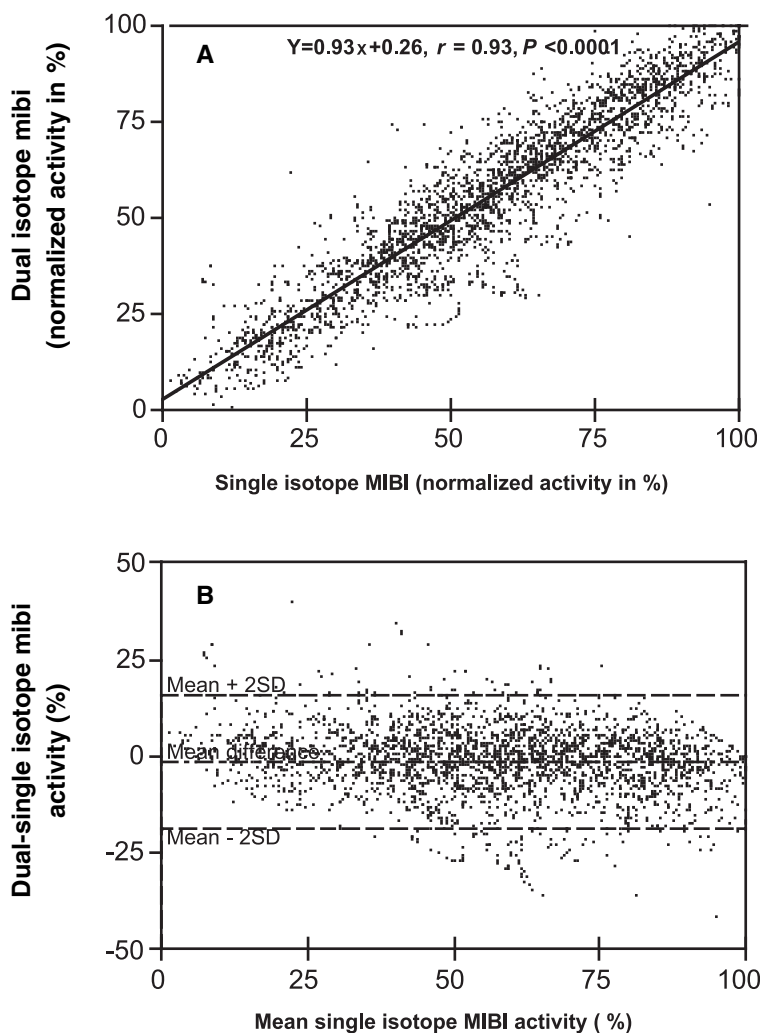 100
A
Y=0.93x+0.26, r = 0.93, P <0.0001
75
50
25
0
0 25 50 75 100
Dual isotope mibi
(normalized activity in %)
Single isotope MIBI (normalized activity in %)
50
B
25
Mean + 2SD
0
Mean difference
Mean - 2SD
-25
-50
0 25 50 75 100
Dual-single isotope mibi
activity (%)
Mean single isotope MIBI activity ( %)